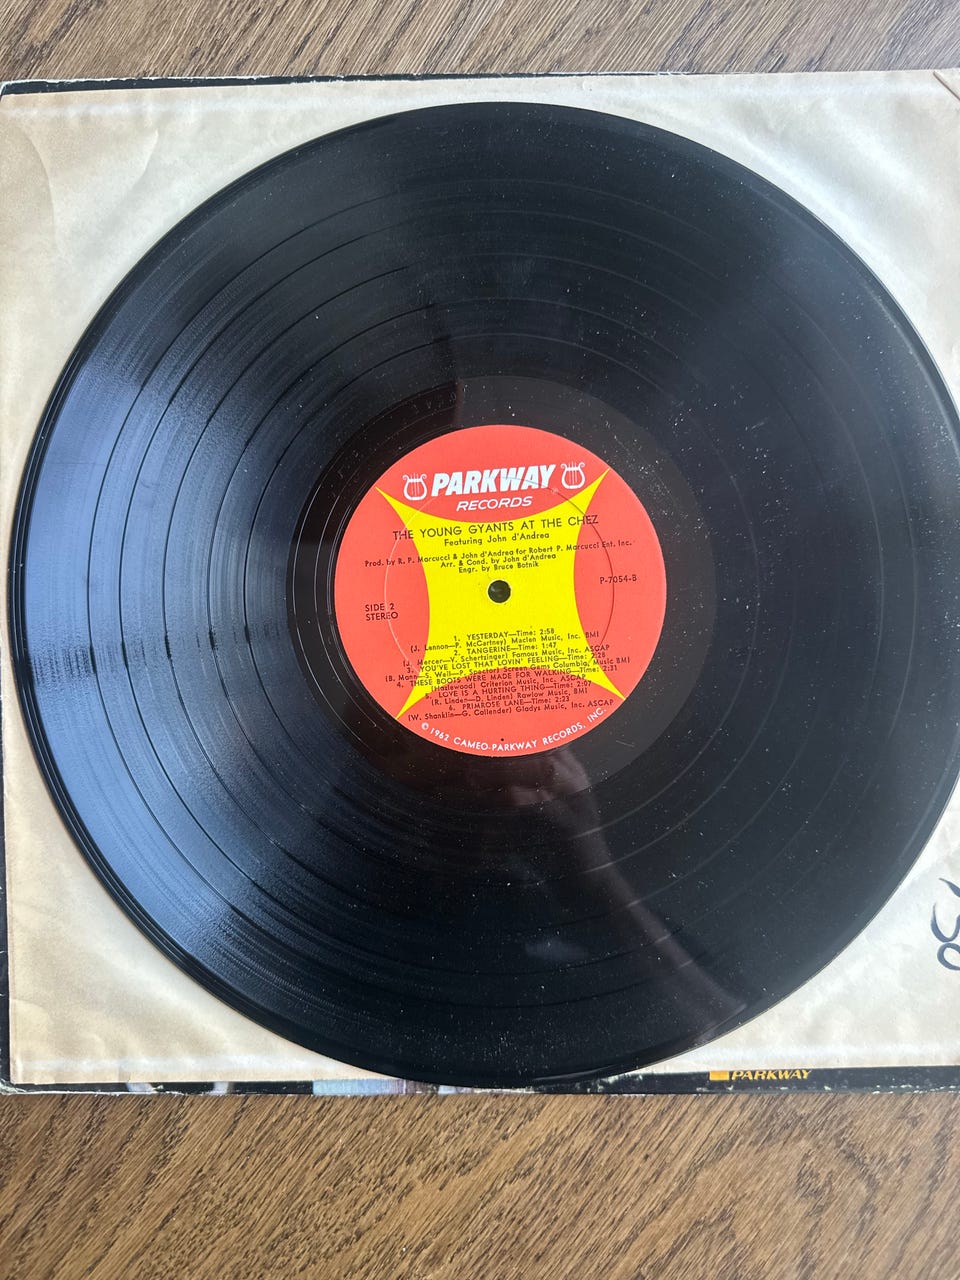 PARKWAY
RECORDS
THE YOUNG GYANTS AT THE CHEZ
Featuring John d'Andrea
Prod. by R. P. Marcucci & John d'Andrea for Robert P. Marcucci Ent. Inc.
Arr. & Cond. by John d'Andrea
Engr. by Bruce Botnik
P-7054-B
SIDE 2
STEREO
1. YESTERDAY—Time: 2:58
(J. Lennon—P. McCartney) Maclen Music, Inc. BMI
2. TANGERINE—Time: 1:47
(J. Mercer—V. Schertzinger) Famous Music, Inc. ASCAP
3. YOU'VE LOST THAT LOVIN' FEELING—Time: 2:28
(B. Mann—S. Weil—P. Spector) Screen Gems Columbia, Music BMI
4. THESE BOOTS WERE MADE FOR WALKING—Time: 2:31
(Hazlewood) Criterion Music, Inc. ASCAP
5. LOVE IS A HURTING THING—Time: 2:07
(R. Linden—D. Linden) Rawlow Music, BMI
6. PRIMROSE LANE—Time: 2:23
(W. Shanklin—G. Callender) Gladys Music, Inc. ASCAP
© 1962 CAMEO-PARKWAY RECORDS, INC.
PARKWAY